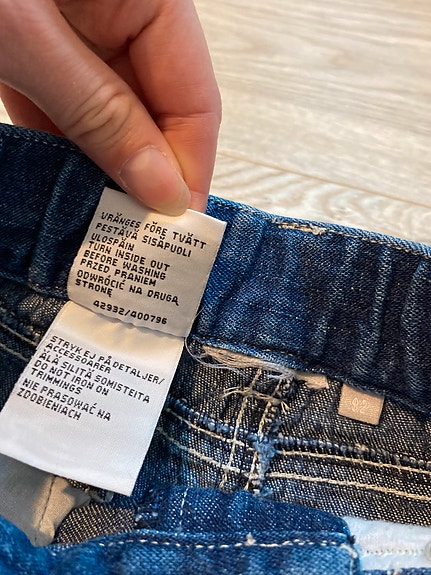 VRÄNGES FÖRE TVÄTT
PESTÄVÄ SISÄPUOLI
ULOSPÄIN
TURN INSIDE OUT
BEFORE WASHING
PRZED PRANIEM
ODWRÓCIĆ NA DRUGĄ
STRONĘ
42932/400796
STRYK EJ PÅ DETALJER/
ACCESSOARER
ÄLÄ SILITÄ SOMISTEITA
DO NOT IRON ON
TRIMMINGS
NIE PRASOWAĆ NA
ZDOBIENIACH